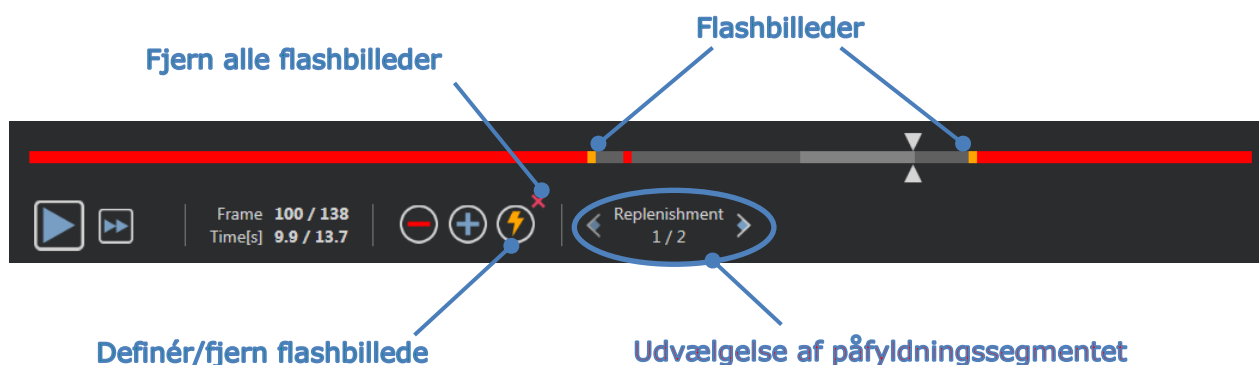 Flashbilleder
Fjern alle flashbilleder
Frame 100 / 138
Time[s] 9.9 / 13.7
Replenishment
1 / 2
Definér/fjern flashbillede
Udvælgelse af påfyldningssegmentet